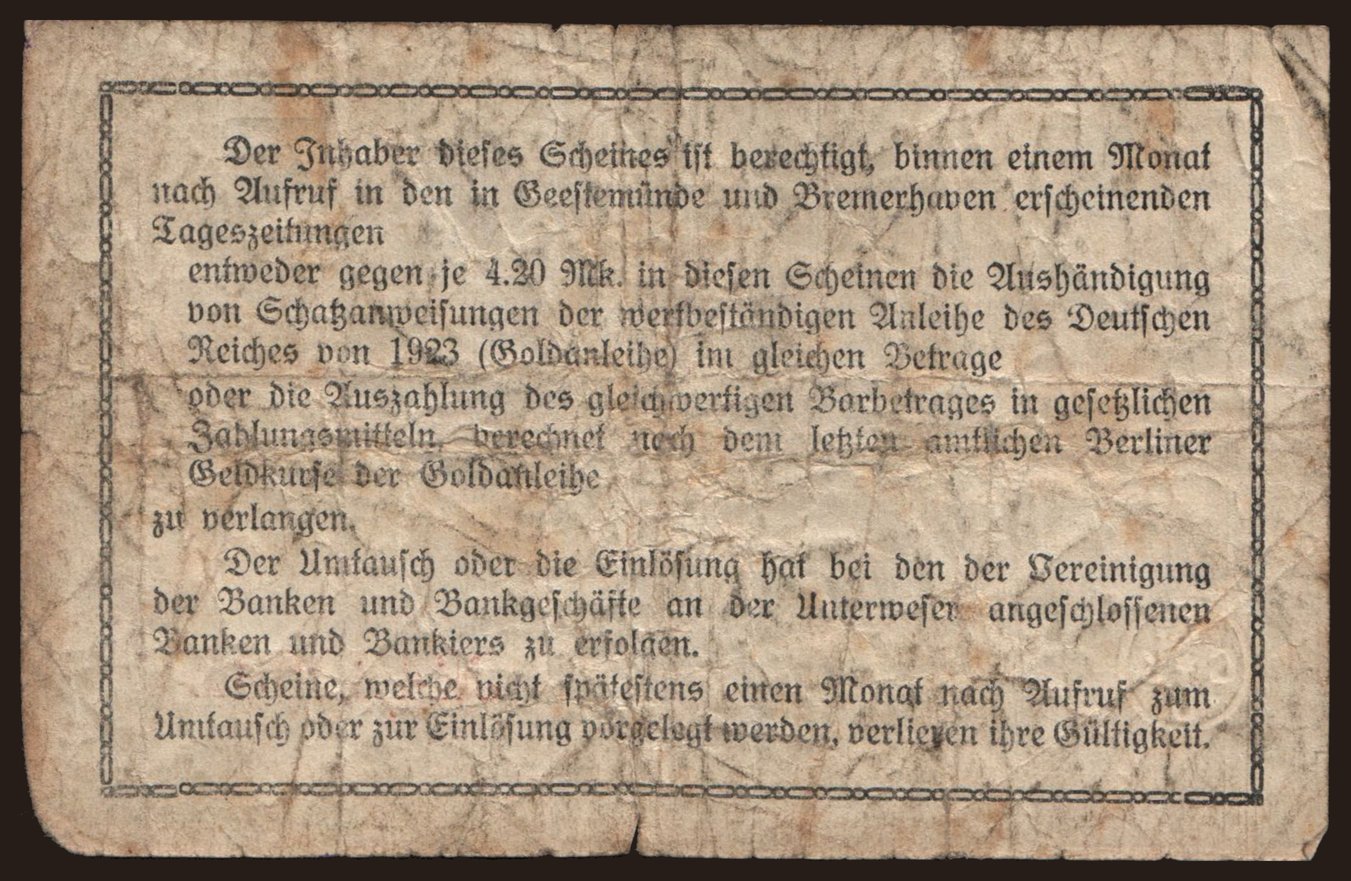 Der Inhaber dieses Scheines ist berechtigt, binnen einem Monat
nach Aufruf in den in Geestemünde und Bremerhaven erscheinenden
Tageszeitungen
entweder gegen je 4.20 Mk. in diesen Scheinen die Aushändigung
von Schatzanweisungen der wertbeständigen Anleihe des Deutschen
Reiches von 1923 (Goldanleihe) im gleichen Betrage
oder die Auszahlung des gleichwertigen Barbetrages in gesetzlichen
Zahlungsmitteln, berechnet nach dem letzten amtlichen Berliner
Geldkurse der Goldanleihe
zu verlangen.
Der Umtausch oder die Einlösung hat bei den der Vereinigung
der Banken und Bankgeschäfte an der Unterweser angeschlossenen
Banken und Bankiers zu erfolgen.
Scheine, welche nicht spätestens einen Monat nach Aufruf zum
Umtausch oder zur Einlösung vorgelegt werden, verlieren ihre Gültigkeit.